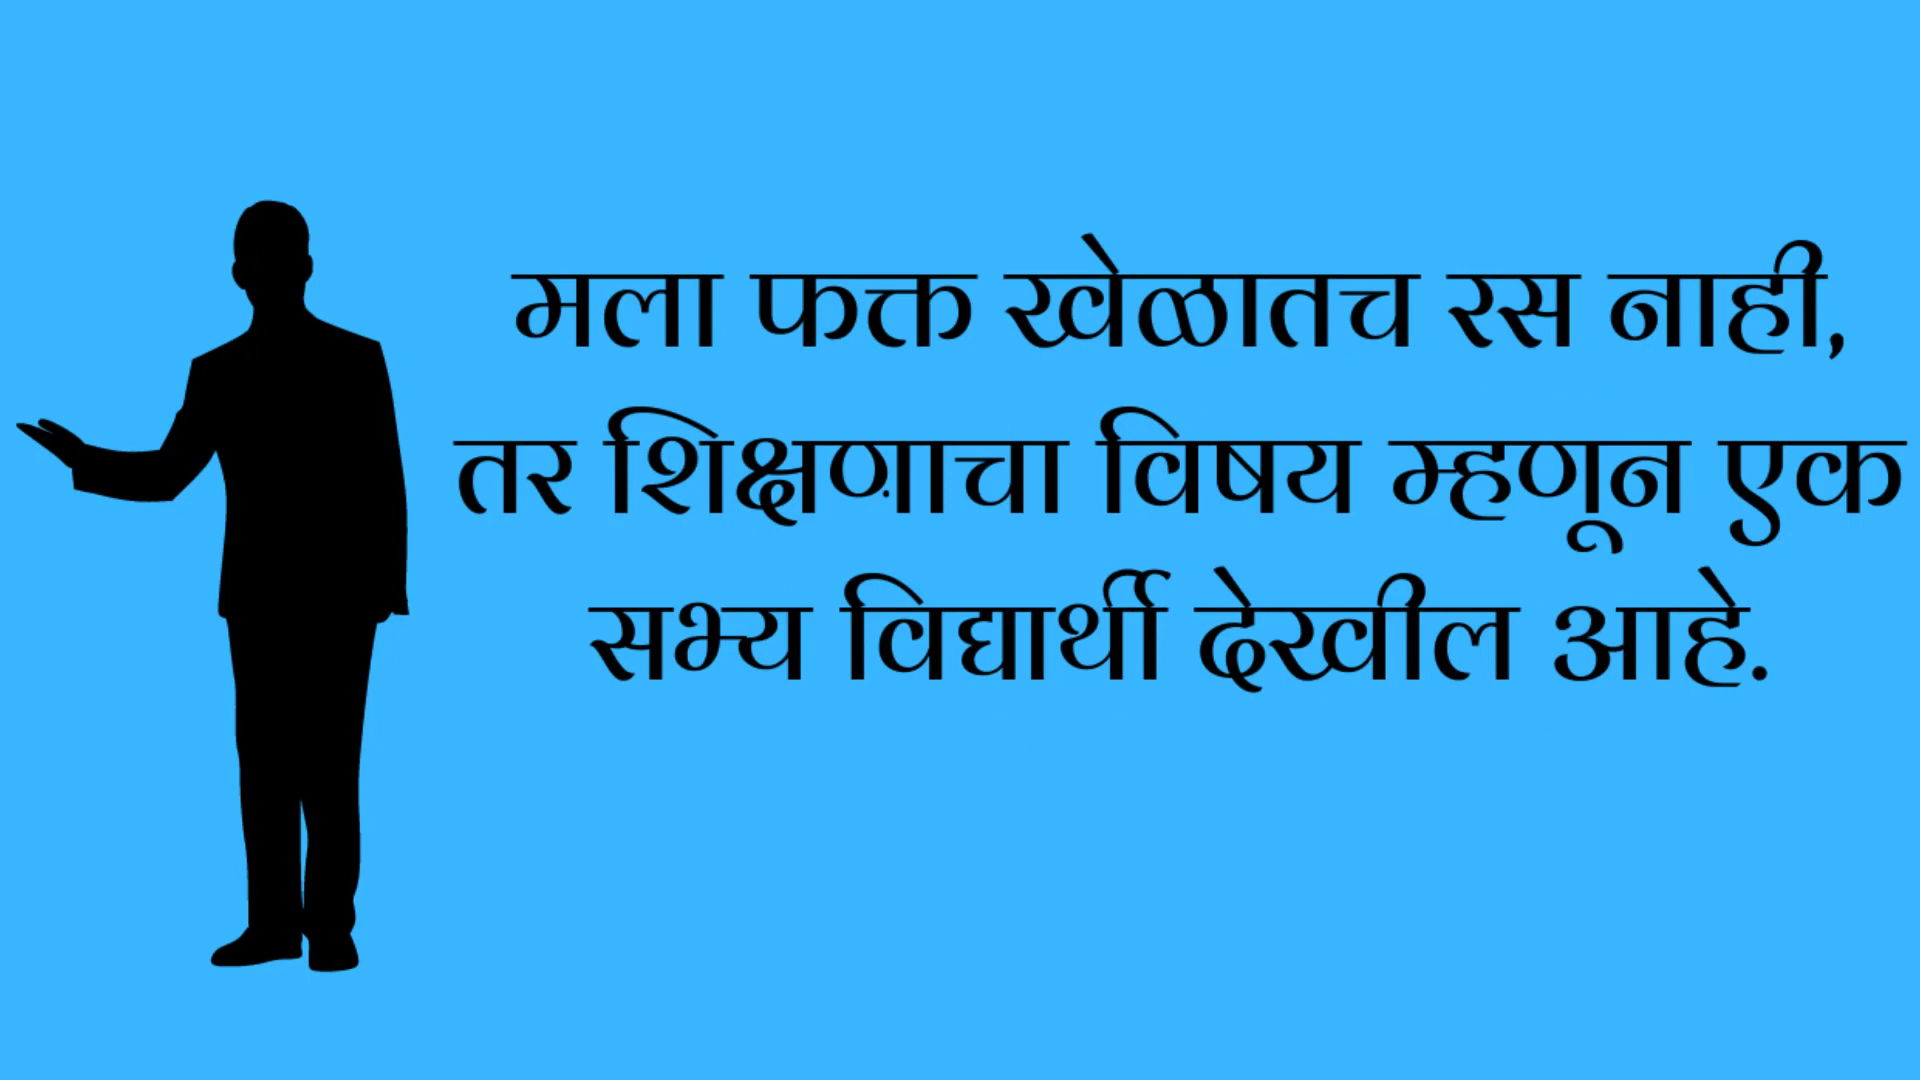 मला फक्त खेळातच रस नाही,
तर शिक्षणाचा विषय म्हणून एक
सभ्य विद्यार्थी देखील आहे.